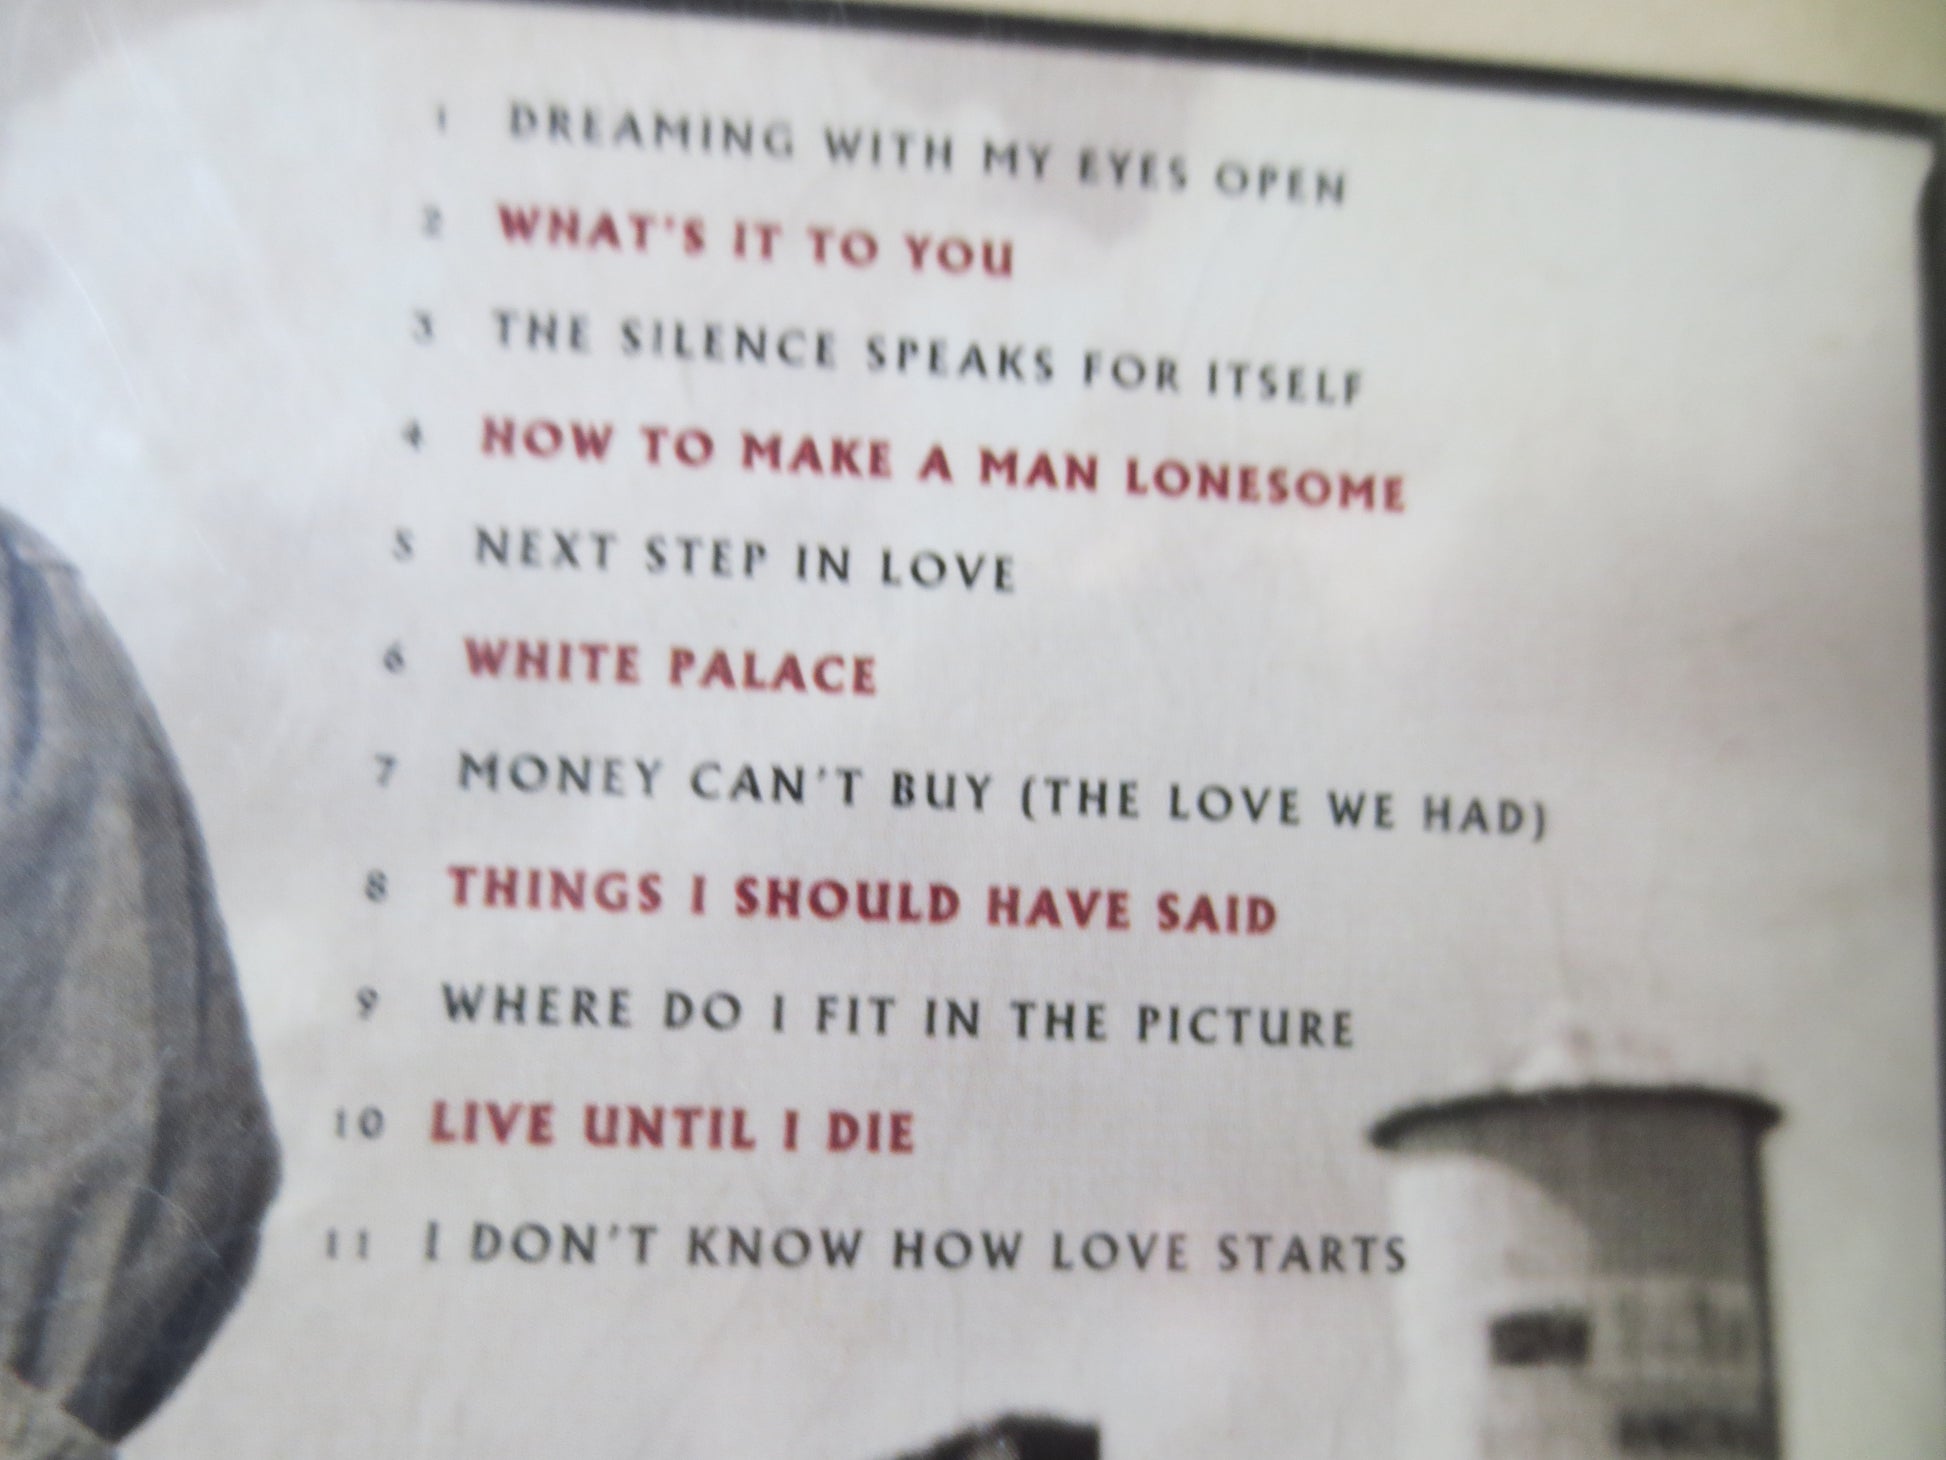 1 DREAMING WITH MY EYES OPEN
2 WHAT'S IT TO YOU
3 THE SILENCE SPEAKS FOR ITSELF
4 HOW TO MAKE A MAN LONESOME
5 NEXT STEP IN LOVE
6 WHITE PALACE
7 MONEY CAN'T BUY (THE LOVE WE HAD)
8 THINGS I SHOULD HAVE SAID
9 WHERE DO I FIT IN THE PICTURE
10 LIVE UNTIL I DIE
11 I DON'T KNOW HOW LOVE STARTS